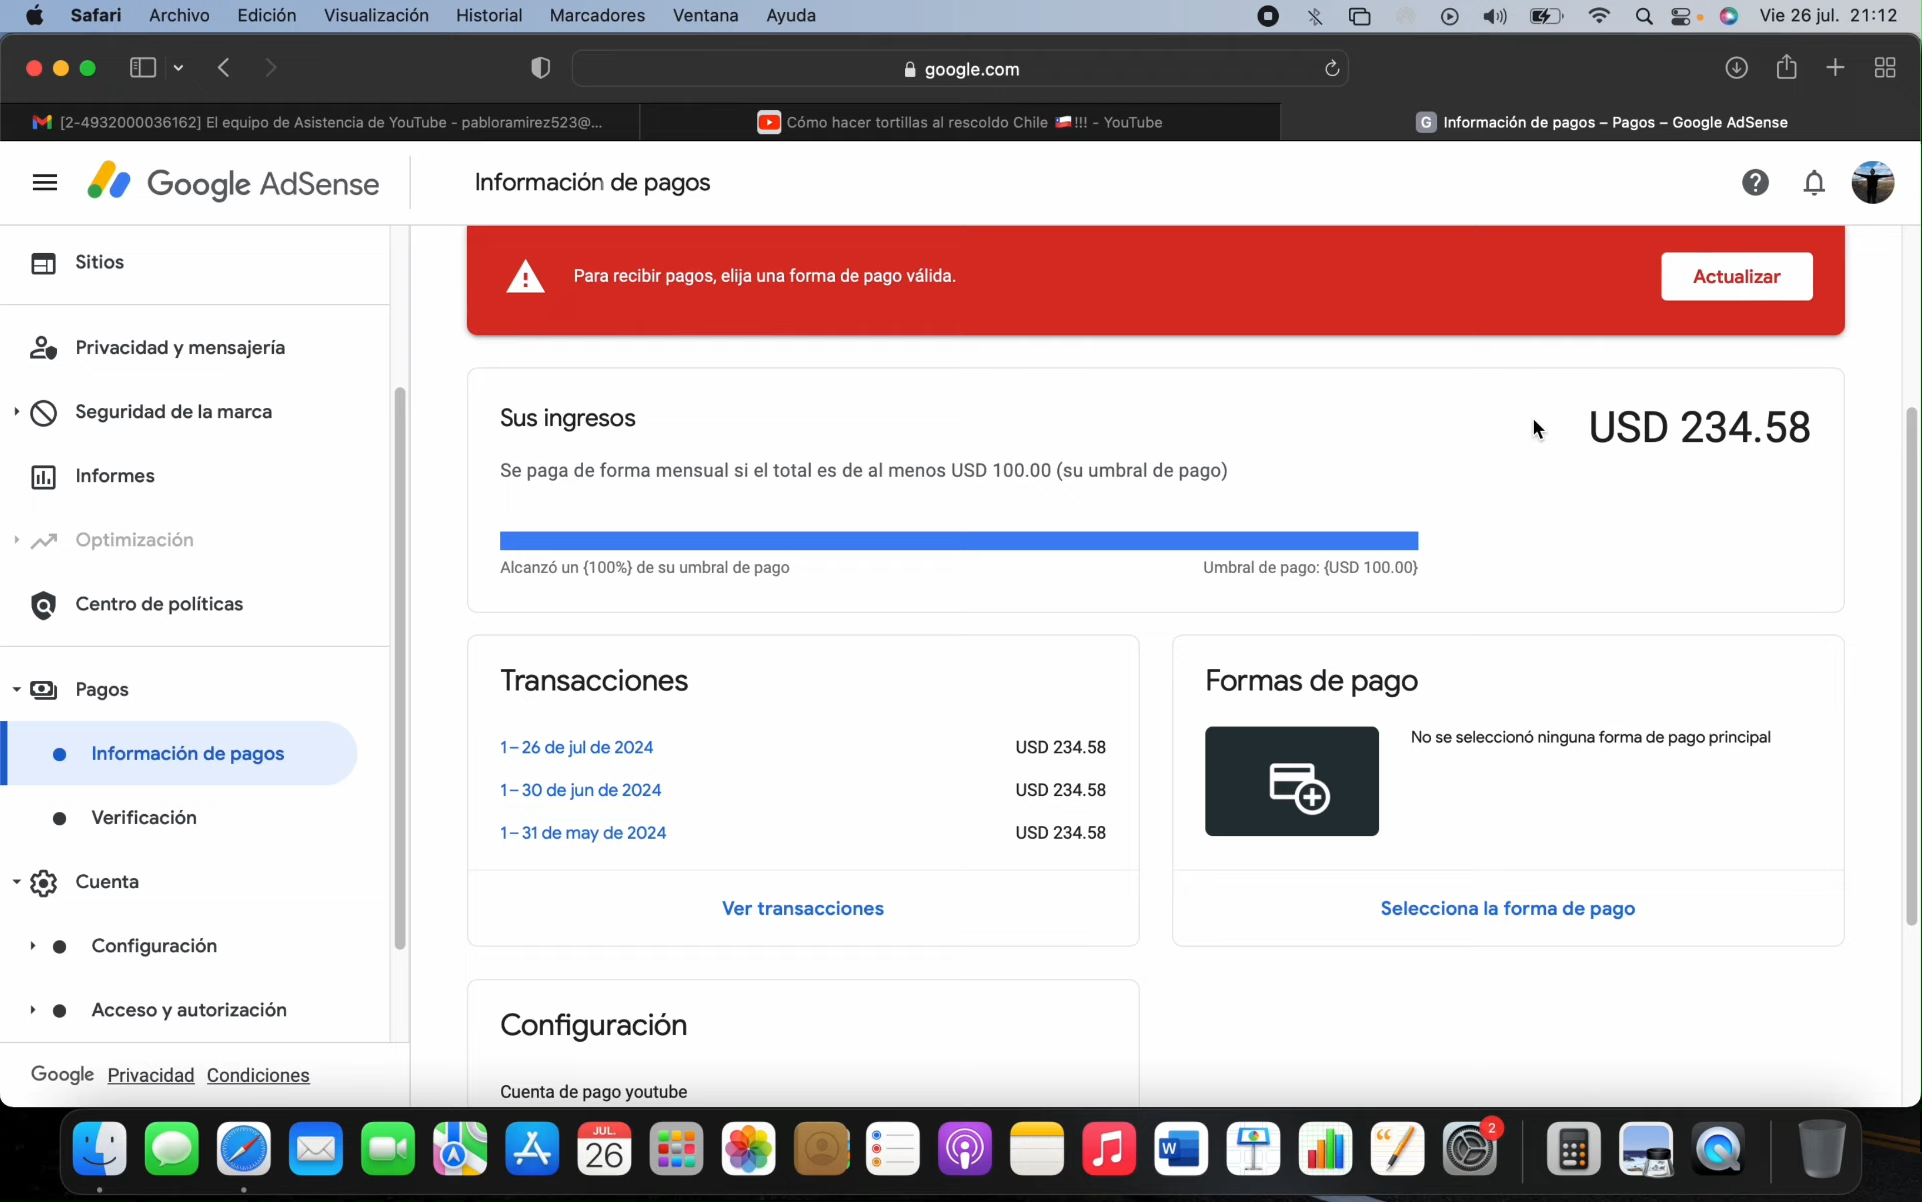 Safari Archivo Edición Visualización Historial Marcadores Ventana Ayuda Vie 26 jul. 21:12
google.com
[2-4932000036162] El equipo de Asistencia de YouTube - pabloramirez523@... Cómo hacer tortillas al rescoldo Chile 🇨🇱!!! - YouTube G Información de pagos – Pagos – Google AdSense
Google AdSense Información de pagos
Sitios
Para recibir pagos, elija una forma de pago válida. Actualizar
Privacidad y mensajería
Seguridad de la marca
Informes
Optimización
Centro de políticas
Pagos
Información de pagos
Verificación
Cuenta
Configuración
Acceso y autorización
Google Privacidad Condiciones
Sus ingresos USD 234.58
Se paga de forma mensual si el total es de al menos USD 100.00 (su umbral de pago)
Alcanzó un {100%} de su umbral de pago Umbral de pago: {USD 100.00}
Transacciones
1–26 de jul de 2024 USD 234.58
1–30 de jun de 2024 USD 234.58
1–31 de may de 2024 USD 234.58
Ver transacciones
Formas de pago
No se seleccionó ninguna forma de pago principal
Selecciona la forma de pago
Configuración
Cuenta de pago youtube
JUL.
26
W
2